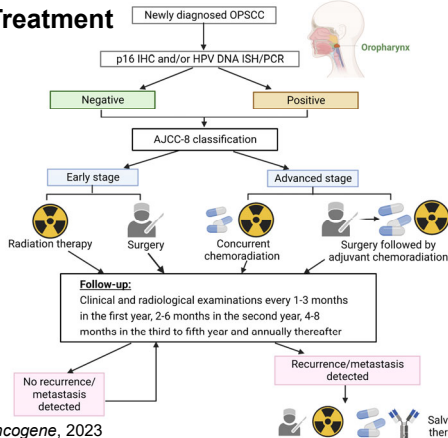 Treatment
Newly diagnosed OPSCC
Oropharynx
p16 IHC and/or HPV DNA ISH/PCR
Negative
Positive
AJCC-8 classification
Early stage
Advanced stage
Radiation therapy
Surgery
Concurrent
chemoradiation
Surgery followed by
adjuvant chemoradiation
Follow-up:
Clinical and radiological examinations every 1-3 months
in the first year, 2-6 months in the second year, 4-8
months in the third to fifth year and annually thereafter
No recurrence/
metastasis
detected
Recurrence/metastasis
detected
Salv
ther
ncogene, 2023